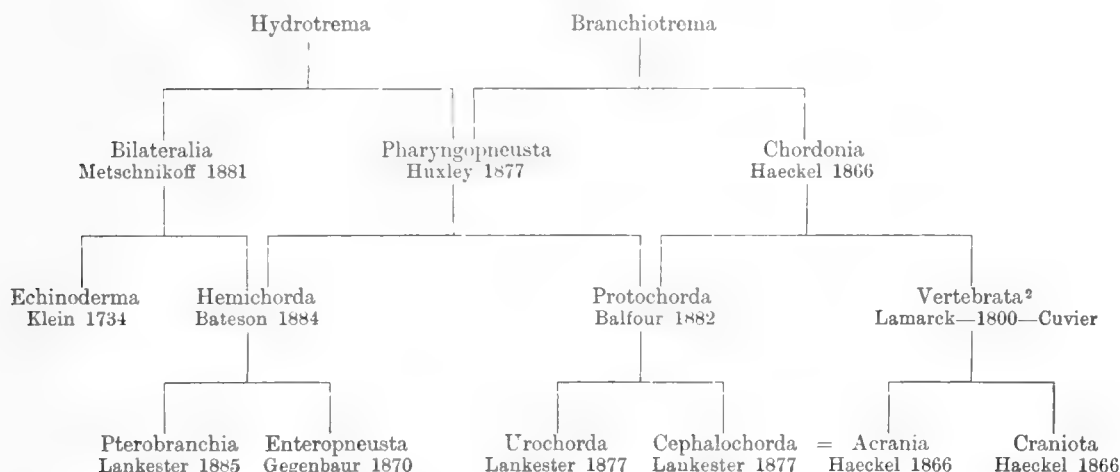 Hydrotrema Branchiotrema
Bilateralia Pharyngopneusta Chordonia
Metschnikoff 1881 Huxley 1877 Haeckel 1866
Echinoderma Hemichorda Protochorda Vertebrata²
Klein 1734 Bateson 1884 Balfour 1882 Lamarck—1800—Cuvier
Pterobranchia Enteropneusta Urochorda Cephalochorda = Acrania Craniota
Lankester 1885 Gegenbaur 1870 Lankester 1877 Lankester 1877 Haeckel 1866 Haeckel 1866